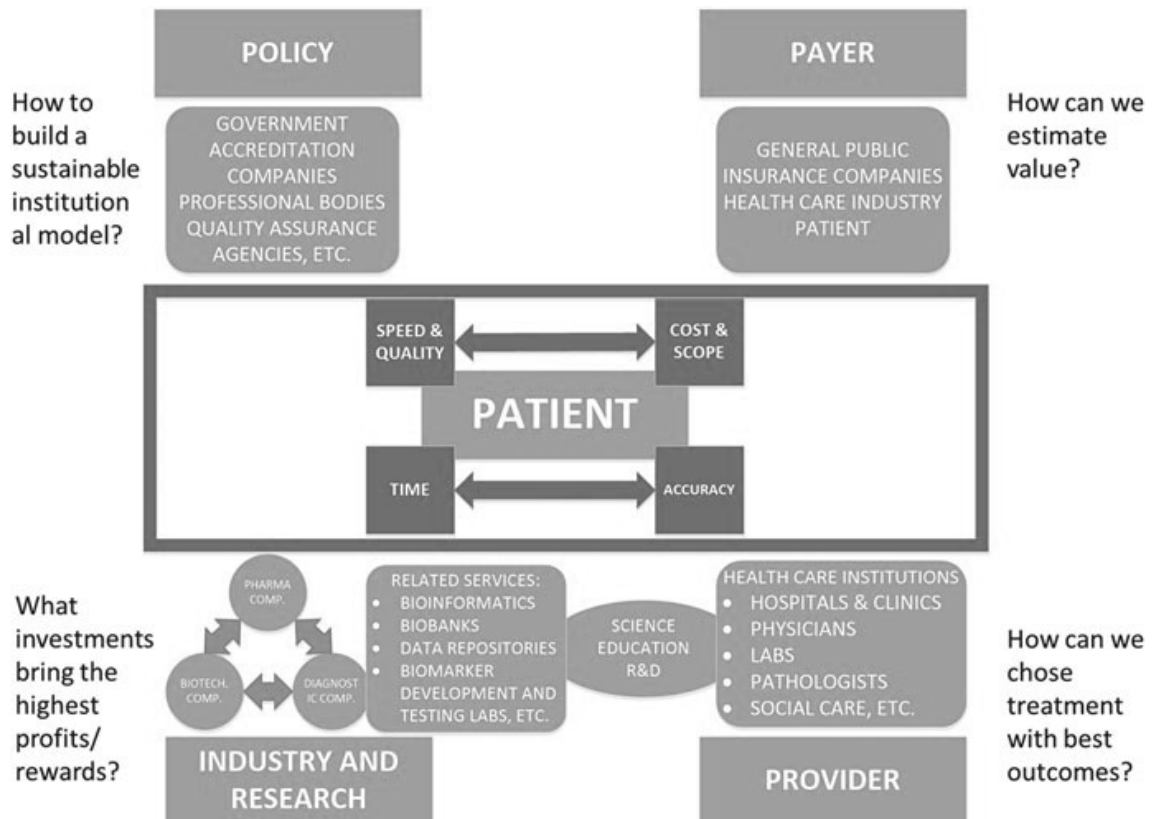 POLICY
PAYER
How to
build a
sustainable
institution
al model?
GOVERNMENT
ACCREDITATION
COMPANIES
PROFESSIONAL BODIES
QUALITY ASSURANCE
AGENCIES, ETC.
GENERAL PUBLIC
INSURANCE COMPANIES
HEALTH CARE INDUSTRY
PATIENT
How can we
estimate
value?
SPEED &
QUALITY
COST &
SCOPE
PATIENT
TIME
ACCURACY
What
investments
bring the
highest
profits/
rewards?
PHARMA
COMP.
BIOTECH.
COMP.
DIAGNOST
IC COMP.
RELATED SERVICES:
• BIOINFORMATICS
• BIOBANKS
• DATA REPOSITORIES
• BIOMARKER
DEVELOPMENT AND
TESTING LABS, ETC.
SCIENCE
EDUCATION
R&D
HEALTH CARE INSTITUTIONS
• HOSPITALS & CLINICS
• PHYSICIANS
• LABS
• PATHOLOGISTS
• SOCIAL CARE, ETC.
How can we
chose
treatment
with best
outcomes?
INDUSTRY AND
RESEARCH
PROVIDER